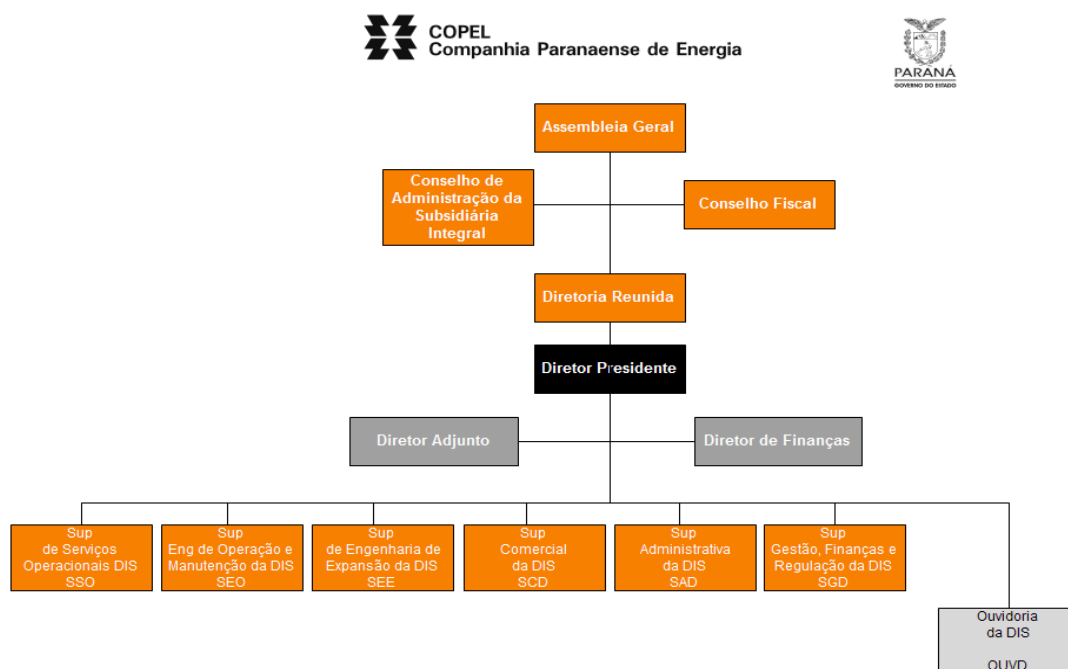 COPEL
Companhia Paranaense de Energia
PARANÁ
GOVERNO DO ESTADO
Assembleia Geral
Conselho de
Administração da
Subsidiária
Integral
Conselho Fiscal
Diretoria Reunida
Diretor Presidente
Diretor Adjunto
Diretor de Finanças
Sup
de Serviços
Operacionais DIS
SSO
Sup
Eng de Operação e
Manutenção da DIS
SEO
Sup
de Engenharia de
Expansão da DIS
SEE
Sup
Comercial
da DIS
SCD
Sup
Administrativa
da DIS
SAD
Sup
Gestão, Finanças e
Regulação da DIS
SGD
Ouvidoria
da DIS
OUVD